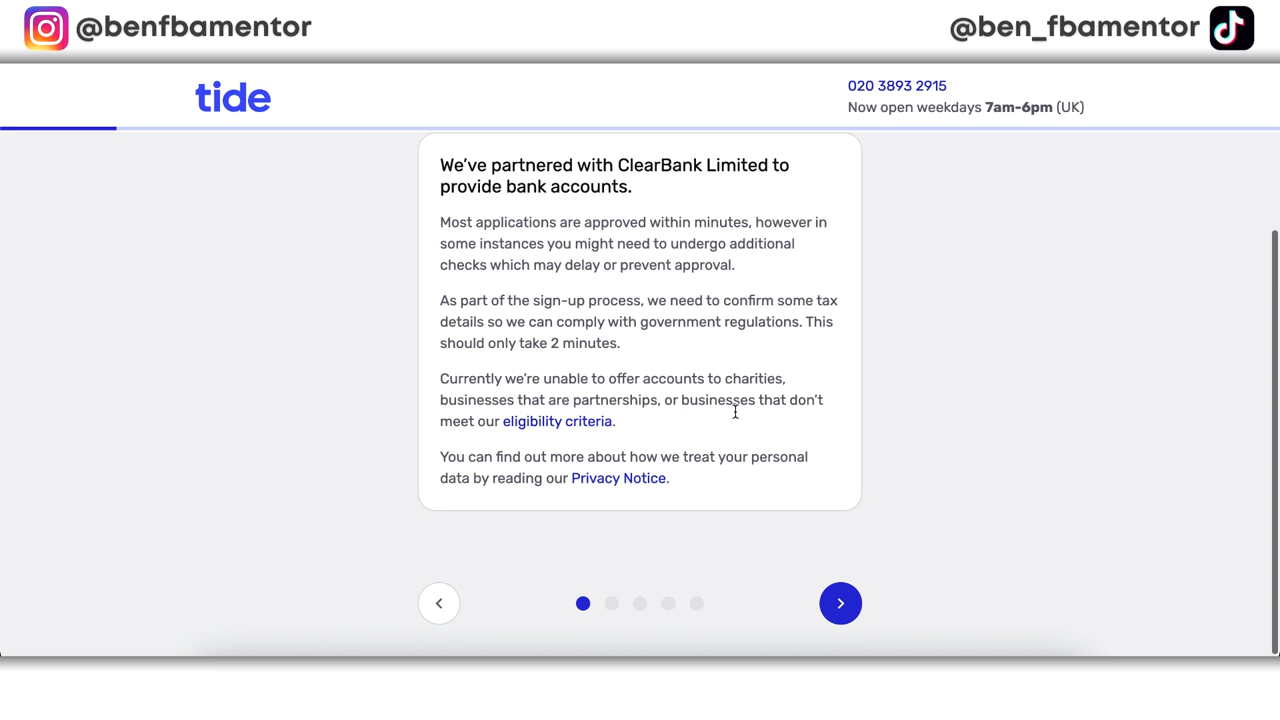 @benfbamentor
@ben_fbamentor
tide
020 3893 2915
Now open weekdays 7am-6pm (UK)
We’ve partnered with ClearBank Limited to
provide bank accounts.
Most applications are approved within minutes, however in
some instances you might need to undergo additional
checks which may delay or prevent approval.
As part of the sign-up process, we need to confirm some tax
details so we can comply with government regulations. This
should only take 2 minutes.
Currently we’re unable to offer accounts to charities,
businesses that are partnerships, or businesses that don’t
meet our eligibility criteria.
You can find out more about how we treat your personal
data by reading our Privacy Notice.